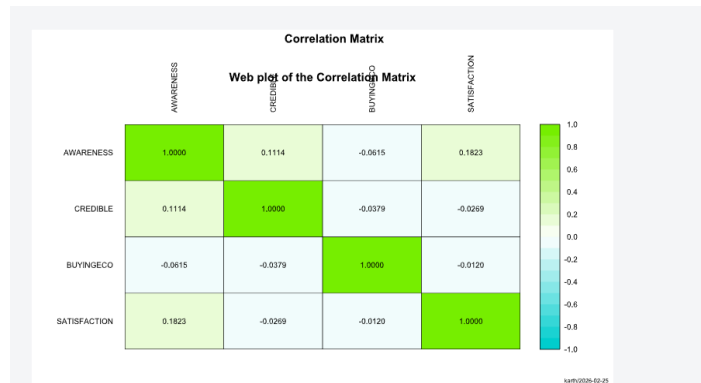 Correlation Matrix
Web plot of the Correlation Matrix
AWARENESS CREDIBLE BUYINGECO SATISFACTION
AWARENESS 1.0000 0.1114 -0.0615 0.1823
CREDIBLE 0.1114 1.0000 -0.0379 -0.0269
BUYINGECO -0.0615 -0.0379 1.0000 -0.0120
SATISFACTION 0.1823 -0.0269 -0.0120 1.0000
1.0
0.8
0.6
0.4
0.2
0.0
-0.2
-0.4
-0.6
-0.8
-1.0
karth/2026-02-25